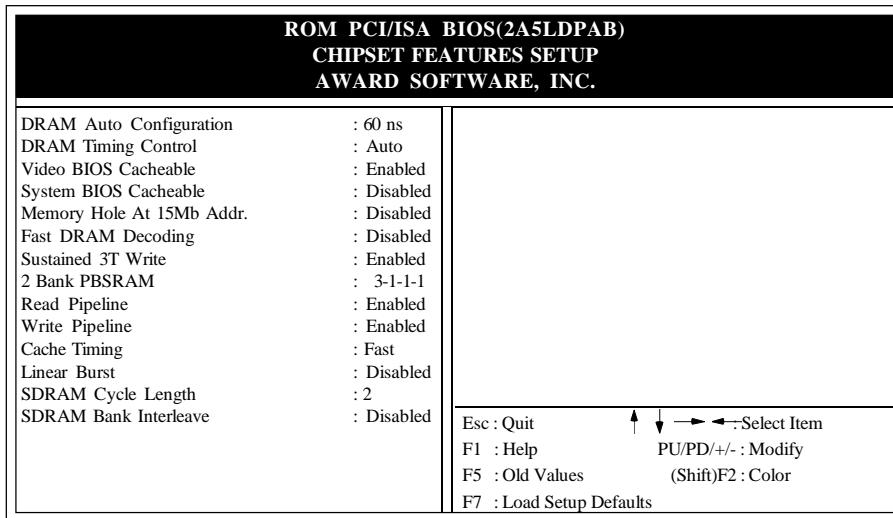 ROM PCI/ISA BIOS(2A5LDPAB)
CHIPSET FEATURES SETUP
AWARD SOFTWARE, INC.
DRAM Auto Configuration : 60 ns
DRAM Timing Control : Auto
Video BIOS Cacheable : Enabled
System BIOS Cacheable : Disabled
Memory Hole At 15Mb Addr. : Disabled
Fast DRAM Decoding : Disabled
Sustained 3T Write : Enabled
2 Bank PBSRAM : 3-1-1-1
Read Pipeline : Enabled
Write Pipeline : Enabled
Cache Timing : Fast
Linear Burst : Disabled
SDRAM Cycle Length : 2
SDRAM Bank Interleave : Disabled
Esc : Quit ↑ ↓ → ← : Select Item
F1 : Help PU/PD/+/- : Modify
F5 : Old Values (Shift)F2 : Color
F7 : Load Setup Defaults